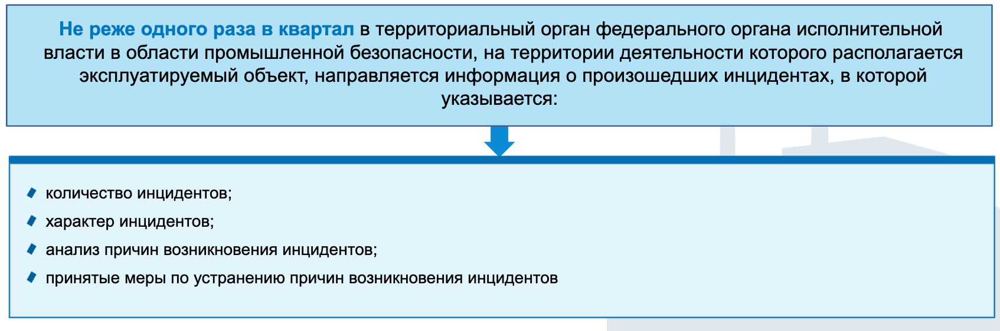 Не реже одного раза в квартал в территориальный орган федерального органа исполнительной
власти в области промышленной безопасности, на территории деятельности которого располагается
эксплуатируемый объект, направляется информация о произошедших инцидентах, в которой
указывается:
количество инцидентов;
характер инцидентов;
анализ причин возникновения инцидентов;
принятые меры по устранению причин возникновения инцидентов